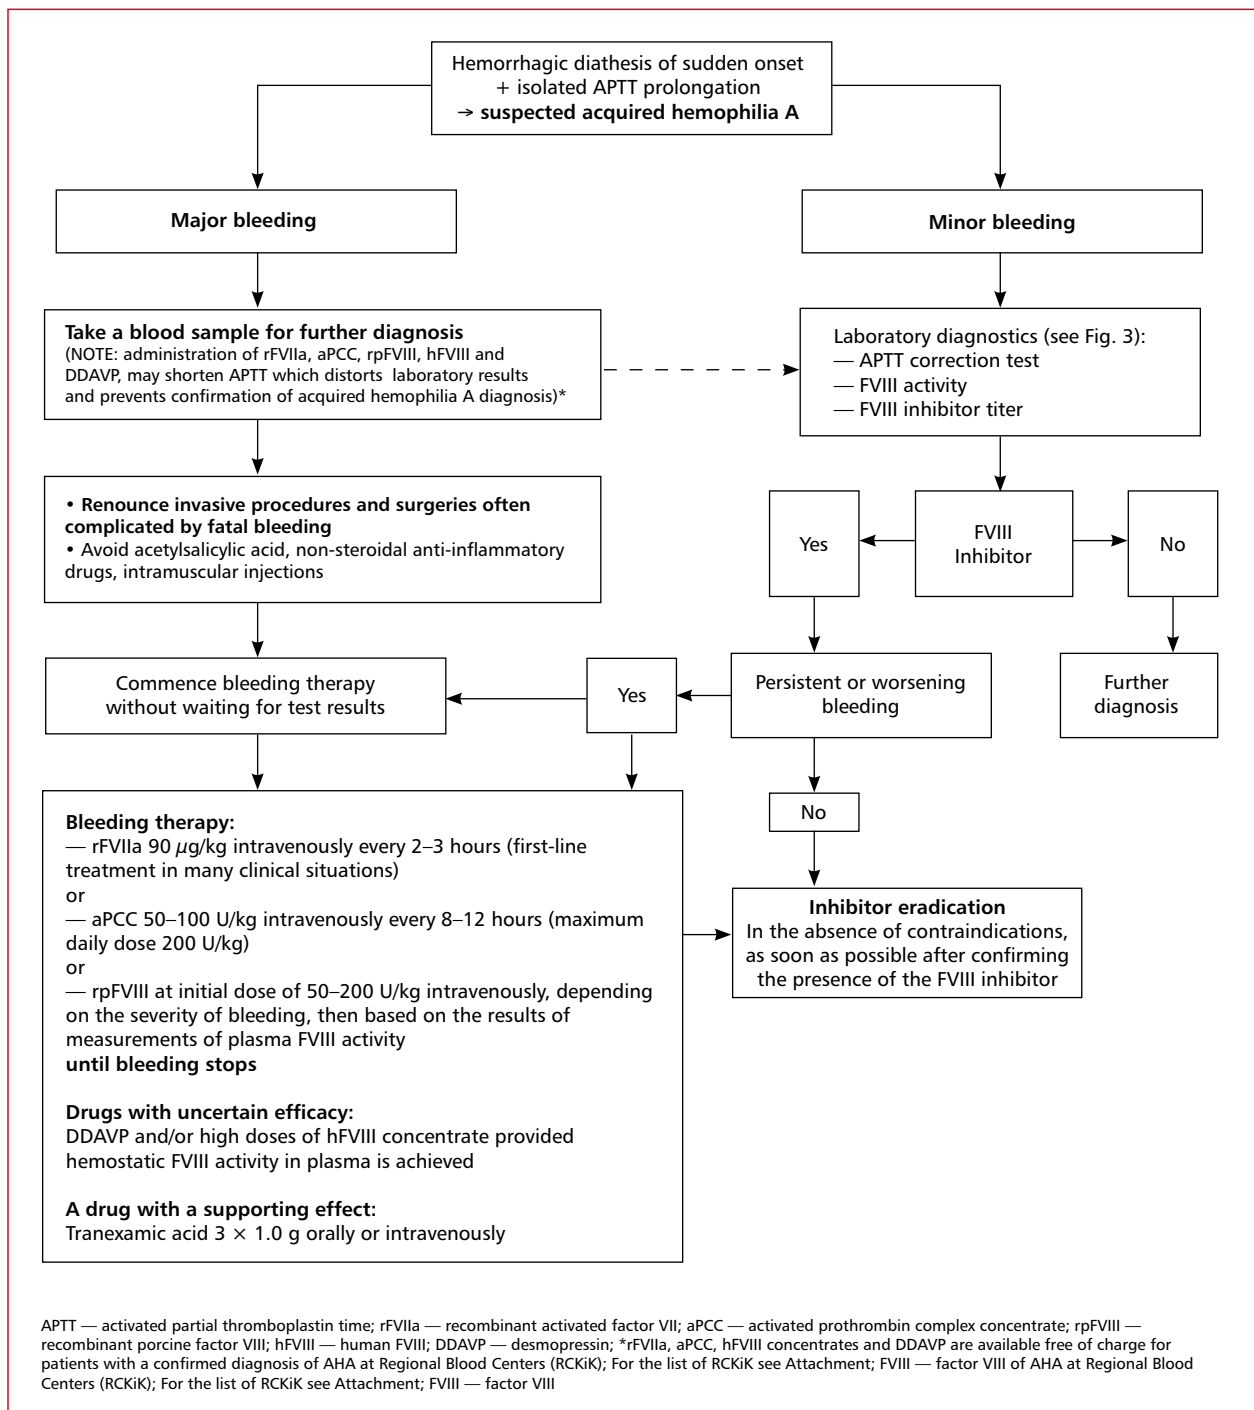 Hemorrhagic diathesis of sudden onset
+ isolated APTT prolongation
→ suspected acquired hemophilia A
Major bleeding
Minor bleeding
Take a blood sample for further diagnosis
(NOTE: administration of rFVIIa, aPCC, rpFVIII, hFVIII and
DDAVP, may shorten APTT which distorts laboratory results
and prevents confirmation of acquired hemophilia A diagnosis)*
Laboratory diagnostics (see Fig. 3):
— APTT correction test
— FVIII activity
— FVIII inhibitor titer
• Renounce invasive procedures and surgeries often
complicated by fatal bleeding
• Avoid acetylsalicylic acid, non-steroidal anti-inflammatory
drugs, intramuscular injections
Yes
FVIII
Inhibitor
No
Commence bleeding therapy
without waiting for test results
Yes
Persistent or worsening
bleeding
Further
diagnosis
No
Bleeding therapy:
— rFVIIa 90 µg/kg intravenously every 2–3 hours (first-line
treatment in many clinical situations)
or
— aPCC 50–100 U/kg intravenously every 8–12 hours (maximum
daily dose 200 U/kg)
or
— rpFVIII at initial dose of 50–200 U/kg intravenously, depending
on the severity of bleeding, then based on the results of
measurements of plasma FVIII activity
until bleeding stops
Drugs with uncertain efficacy:
DDAVP and/or high doses of hFVIII concentrate provided
hemostatic FVIII activity in plasma is achieved
A drug with a supporting effect:
Tranexamic acid 3 × 1.0 g orally or intravenously
Inhibitor eradication
In the absence of contraindications,
as soon as possible after confirming
the presence of the FVIII inhibitor
APTT — activated partial thromboplastin time; rFVIIa — recombinant activated factor VII; aPCC — activated prothrombin complex concentrate; rpFVIII —
recombinant porcine factor VIII; hFVIII — human FVIII; DDAVP — desmopressin; *rFVIIa, aPCC, hFVIII concentrates and DDAVP are available free of charge for
patients with a confirmed diagnosis of AHA at Regional Blood Centers (RCKiK); For the list of RCKiK see Attachment; FVIII — factor VIII of AHA at Regional Blood
Centers (RCKiK); For the list of RCKiK see Attachment; FVIII — factor VIII